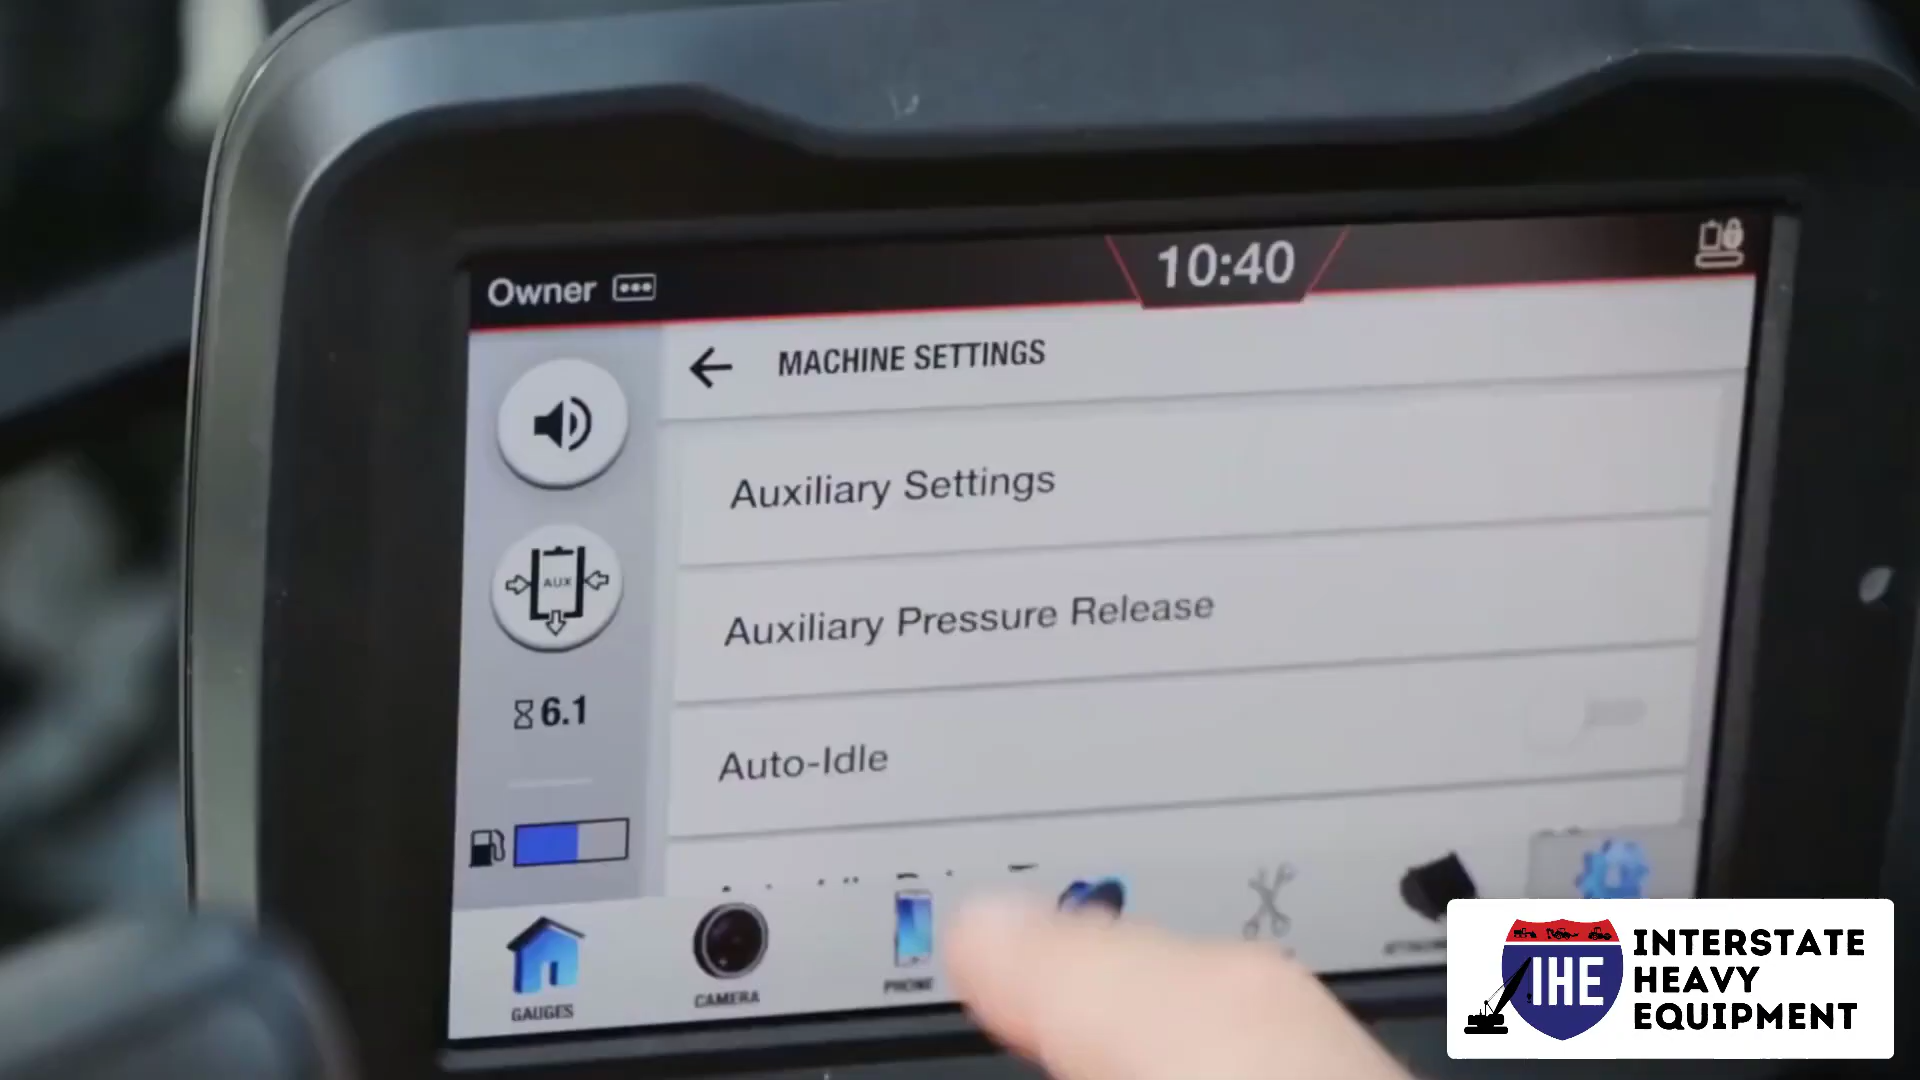 Owner
10:40
MACHINE SETTINGS
Auxiliary Settings
AUX
Auxiliary Pressure Release
6.1
Auto-Idle
GAUGES
CAMERA
PHONE
IHE
INTERSTATE
HEAVY
EQUIPMENT